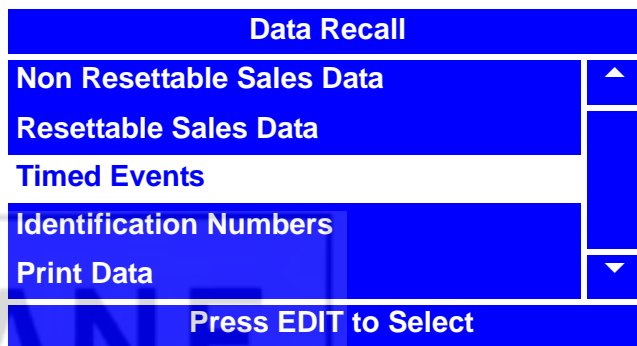 Data Recall
Non Resettable Sales Data
Resettable Sales Data
Timed Events
Identification Numbers
Print Data
Press EDIT to Select